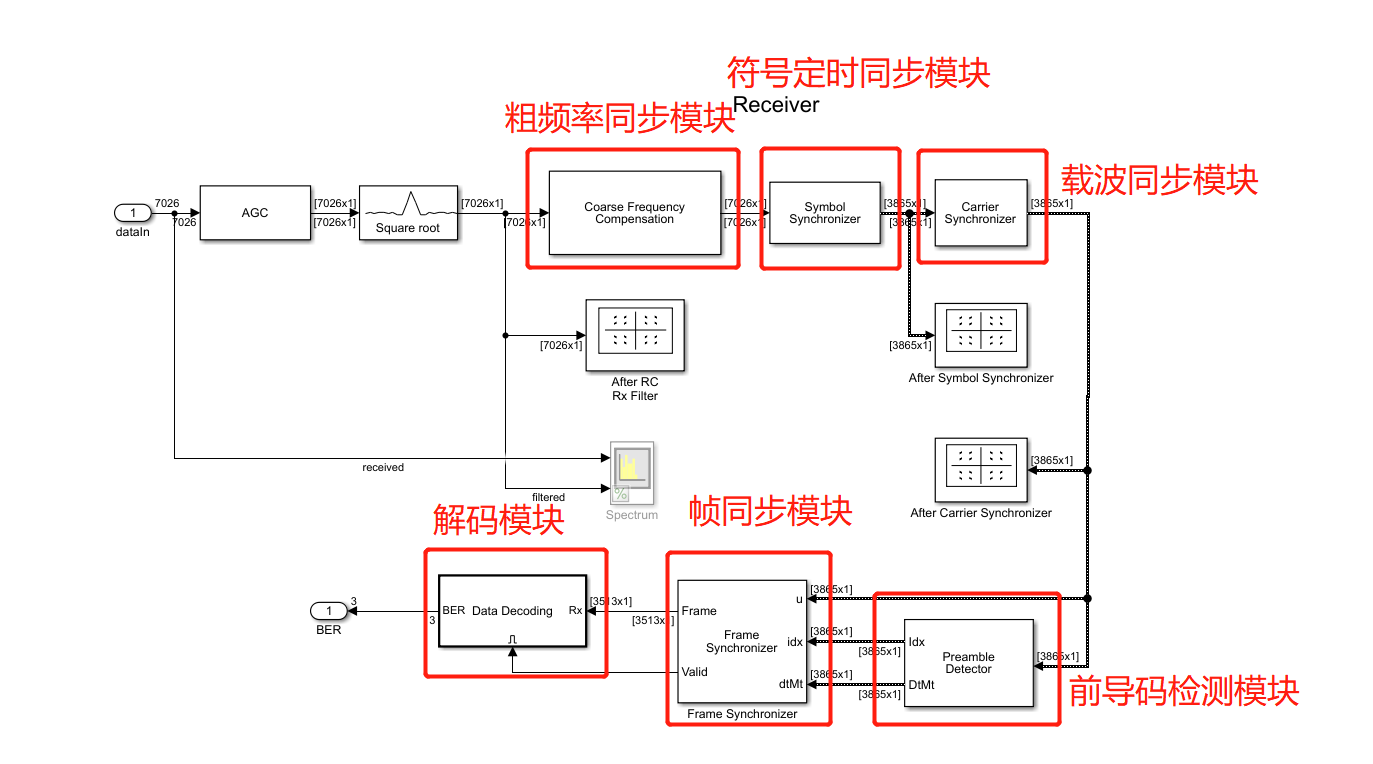 符号定时同步模块
Receiver
粗频率同步模块
载波同步模块
1
dataIn
7026
7026
AGC
[7026x1]
[7026x1]
Square root
[7026x1]
[7026x1]
Coarse Frequency
Compensation
[7026x1]
[7026x1]
Symbol
Synchronizer
[3865x1]
[3865x1]
Carrier
Synchronizer
[3865x1]
[7026x1]
After RC
Rx Filter
[3865x1]
After Symbol Synchronizer
received
filtered
%
Spectrum
[3865x1]
After Carrier Synchronizer
解码模块
帧同步模块
1
BER
3
3
BER
Data Decoding
Rx
[3513x1]
[3513x1]
Frame
Valid
Frame
Synchronizer
u
idx
dtMt
Frame Synchronizer
[3865x1]
[3865x1]
[3865x1]
[3865x1]
[3865x1]
Idx
DtMt
Preamble
Detector
[3865x1]
前导码检测模块